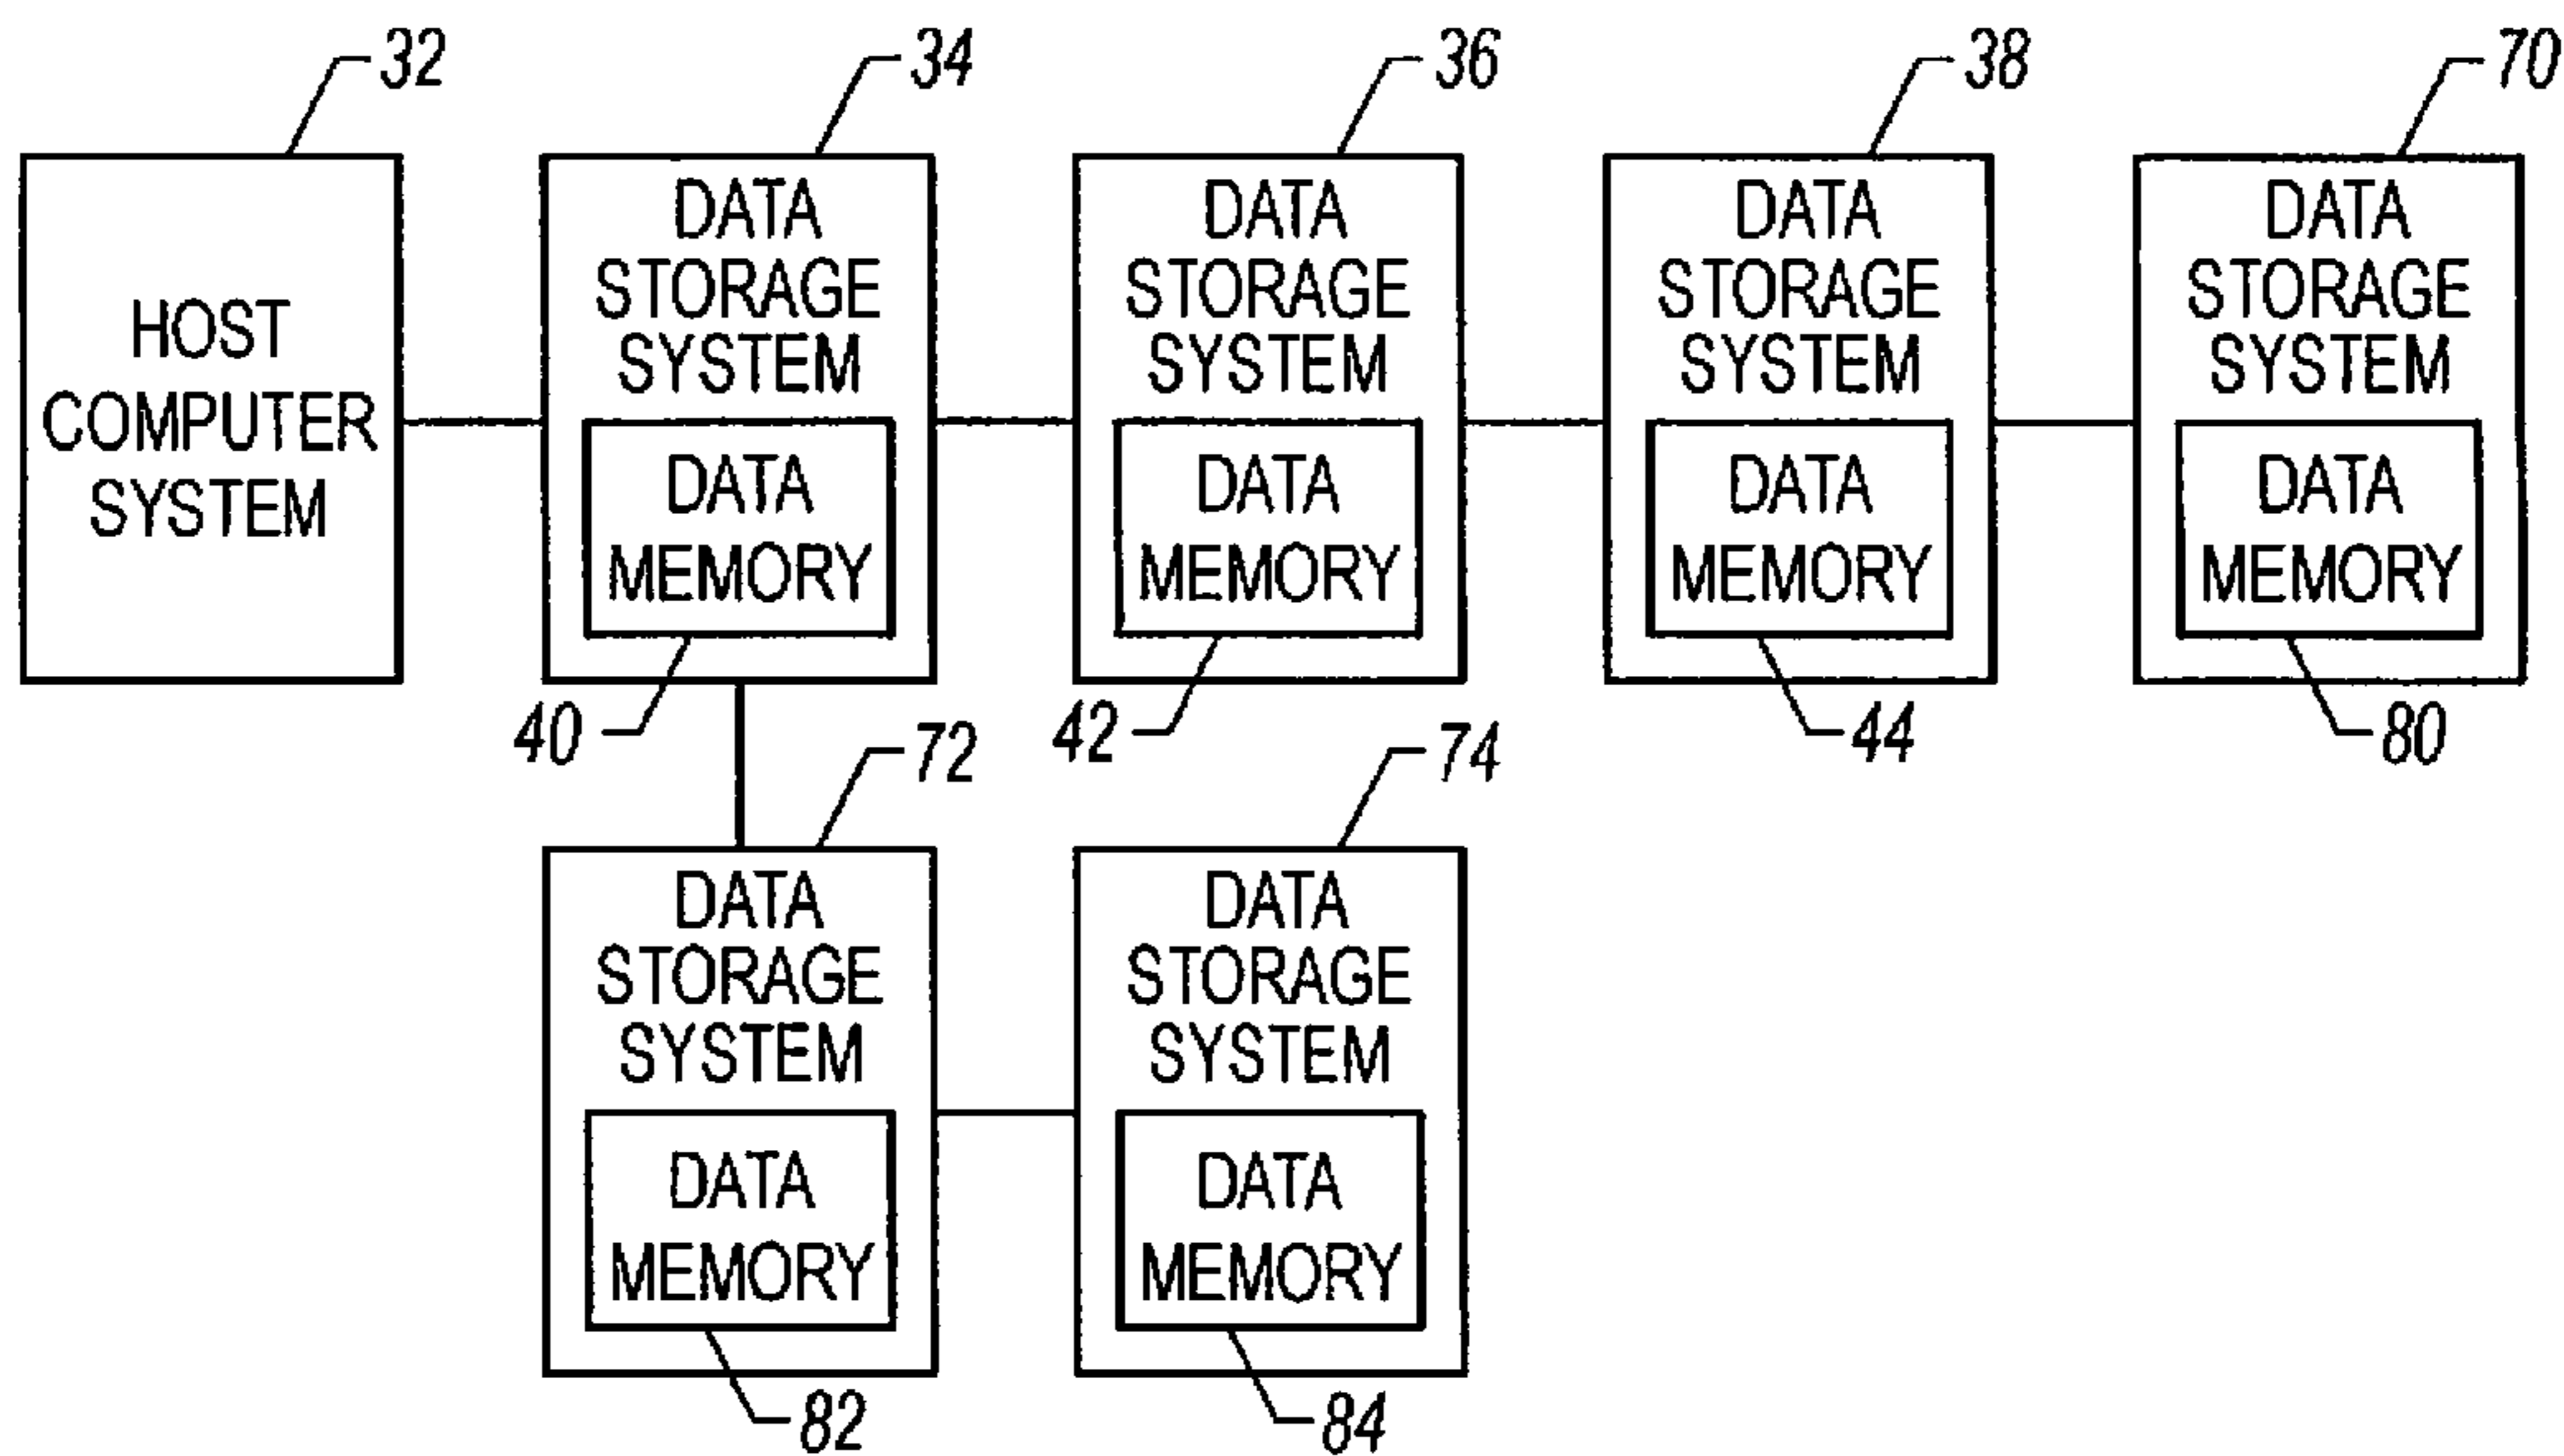 32
34
36
38
70
HOST
COMPUTER
SYSTEM
DATA
STORAGE
SYSTEM
DATA
MEMORY
40
DATA
STORAGE
SYSTEM
DATA
MEMORY
42
DATA
STORAGE
SYSTEM
DATA
MEMORY
44
DATA
STORAGE
SYSTEM
DATA
MEMORY
80
72
74
DATA
STORAGE
SYSTEM
DATA
MEMORY
82
DATA
STORAGE
SYSTEM
DATA
MEMORY
84